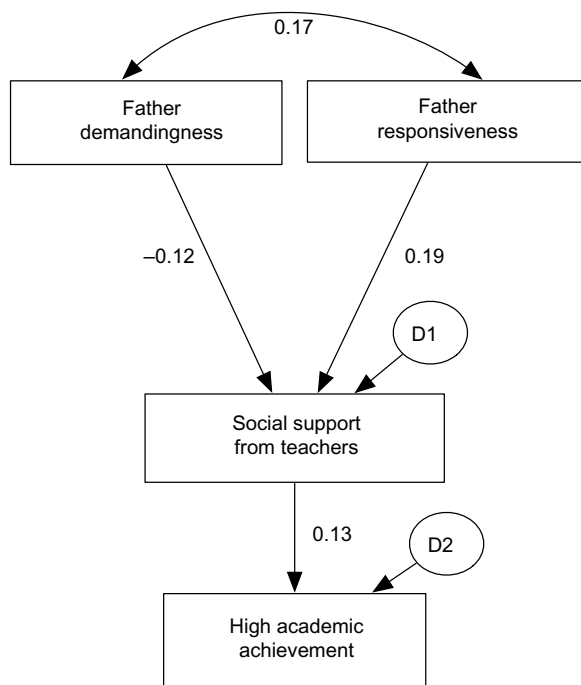 0.17
Father
demandingness
Father
responsiveness
–0.12
0.19
D1
Social support
from teachers
0.13
D2
High academic
achievement